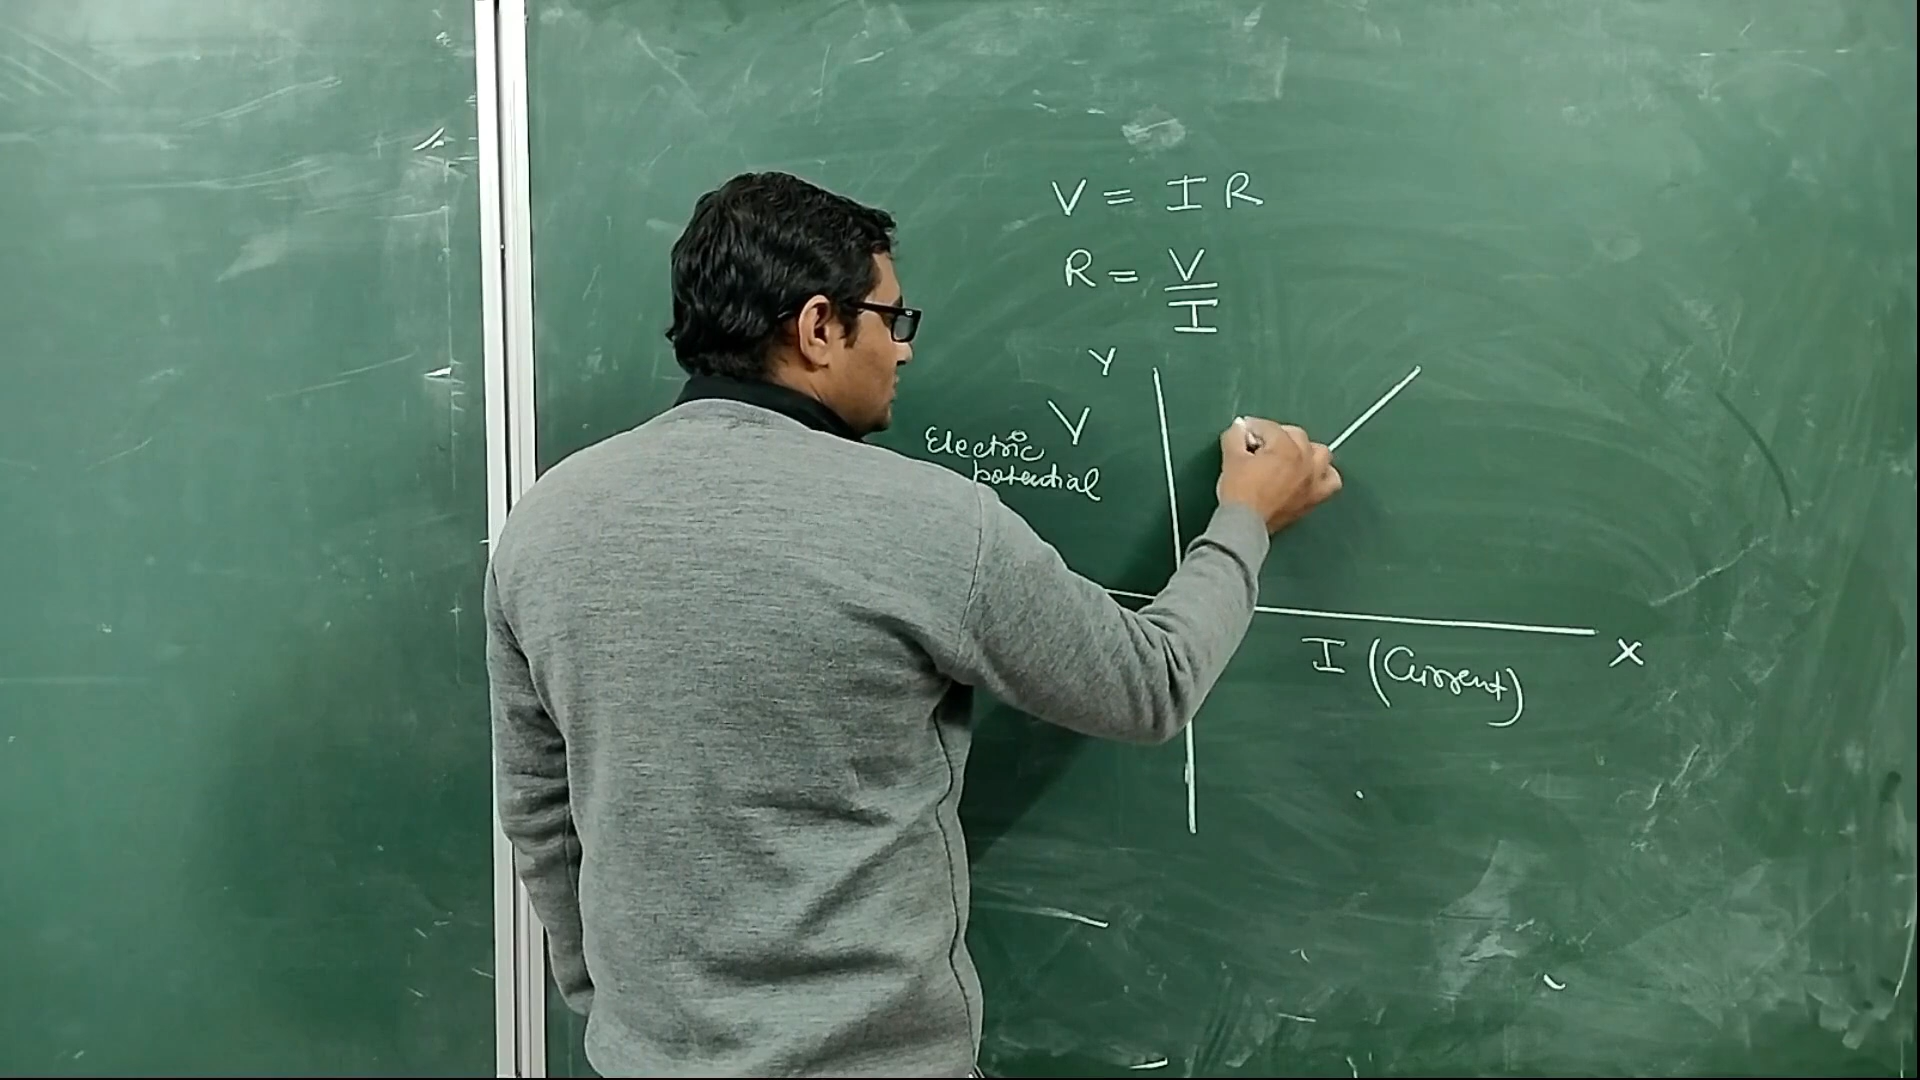 V = I R
R = V
I
Y
V
Electric
potential
I (Current)
X